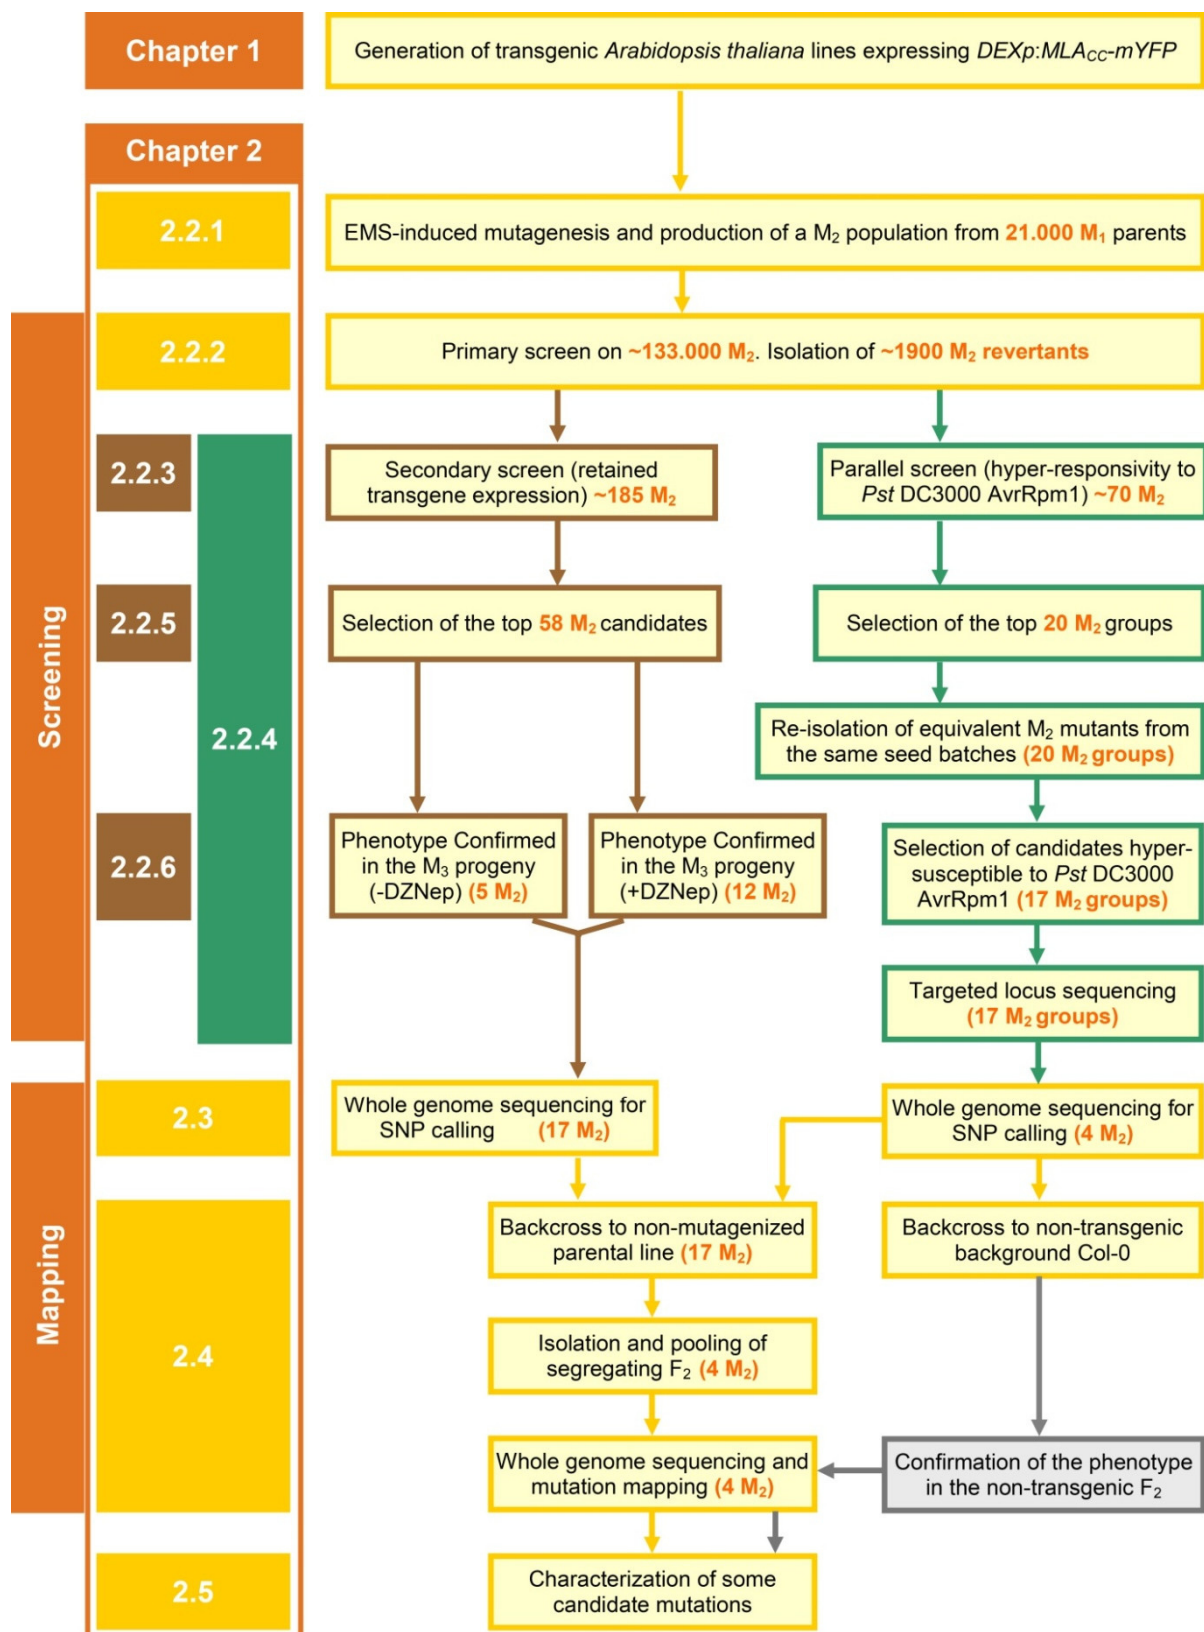 Chapter 1
Generation of transgenic Arabidopsis thaliana lines expressing DEXp:MLACC-mYFP
Chapter 2
2.2.1
EMS-induced mutagenesis and production of a M2 population from 21.000 M1 parents
Screening
2.2.2
Primary screen on ~133.000 M2. Isolation of ~1900 M2 revertants
2.2.3
Secondary screen (retained
transgene expression) ~185 M2
Parallel screen (hyper-responsivity to
Pst DC3000 AvrRpm1) ~70 M2
2.2.5
Selection of the top 58 M2 candidates
Selection of the top 20 M2 groups
2.2.4
Re-isolation of equivalent M2 mutants from
the same seed batches (20 M2 groups)
2.2.6
Phenotype Confirmed
in the M3 progeny
(-DZNep) (5 M2)
Phenotype Confirmed
in the M3 progeny
(+DZNep) (12 M2)
Selection of candidates hyper-
susceptible to Pst DC3000
AvrRpm1 (17 M2 groups)
Targeted locus sequencing
(17 M2 groups)
Mapping
2.3
Whole genome sequencing for
SNP calling (17 M2)
Whole genome sequencing for
SNP calling (4 M2)
2.4
Backcross to non-mutagenized
parental line (17 M2)
Backcross to non-transgenic
background Col-0
Isolation and pooling of
segregating F2 (4 M2)
Whole genome sequencing and
mutation mapping (4 M2)
Confirmation of the phenotype
in the non-transgenic F2
2.5
Characterization of some
candidate mutations